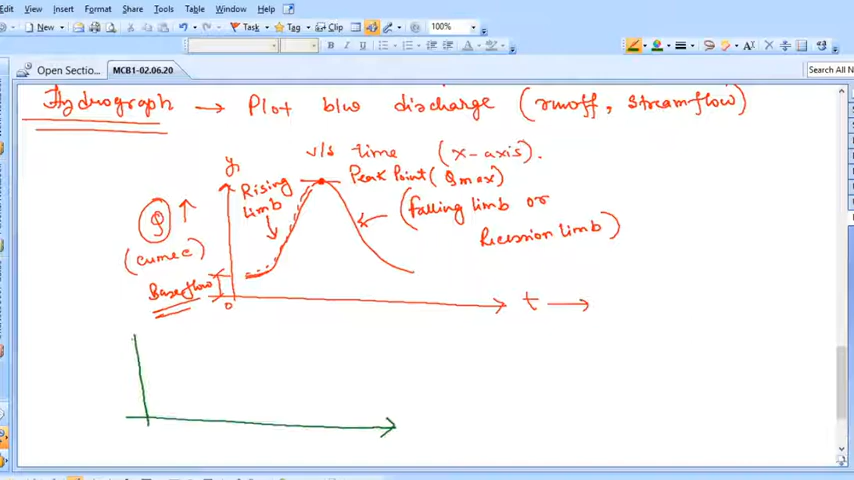 Edit View Insert Format Tools Table Window Help
New Task Tag Clip 100%
Open Sectio... MCB1-02.06.20 Search All No
Hydrograph → Plot b/w discharge (runoff, streamflow)
v/s time (x-axis).
y
Peak Point (Qmax)
Rising
limb
(falling limb or
Recession limb)
Q ↑
(cumec)
Baseflow
0
t →